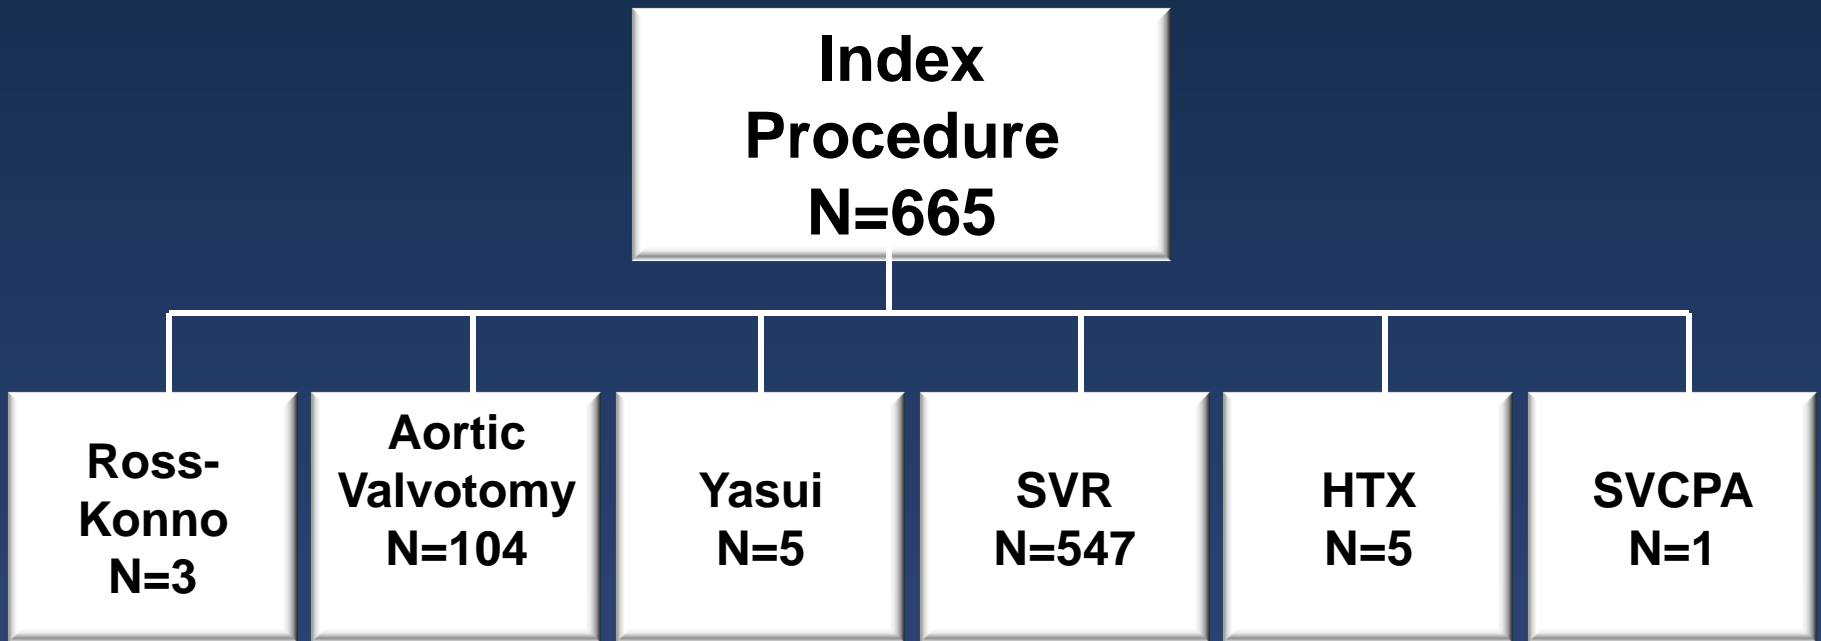 Index
Procedure
N=665
Ross-
Konno
N=3
Aortic
Valvotomy
N=104
Yasui
N=5
SVR
N=547
HTX
N=5
SVCPA
N=1